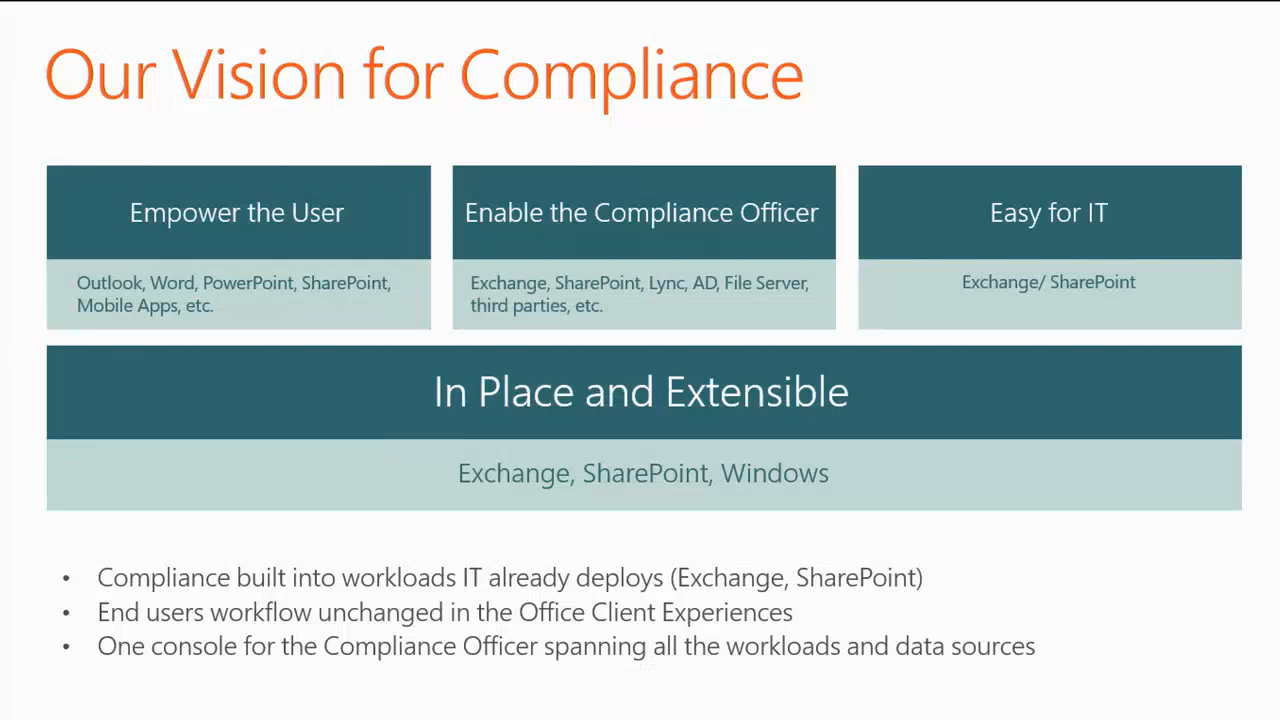 Our Vision for Compliance
Empower the User
Outlook, Word, PowerPoint, SharePoint,
Mobile Apps, etc.
Enable the Compliance Officer
Exchange, SharePoint, Lync, AD, File Server,
third parties, etc.
Easy for IT
Exchange/ SharePoint
In Place and Extensible
Exchange, SharePoint, Windows
• Compliance built into workloads IT already deploys (Exchange, SharePoint)
• End users workflow unchanged in the Office Client Experiences
• One console for the Compliance Officer spanning all the workloads and data sources